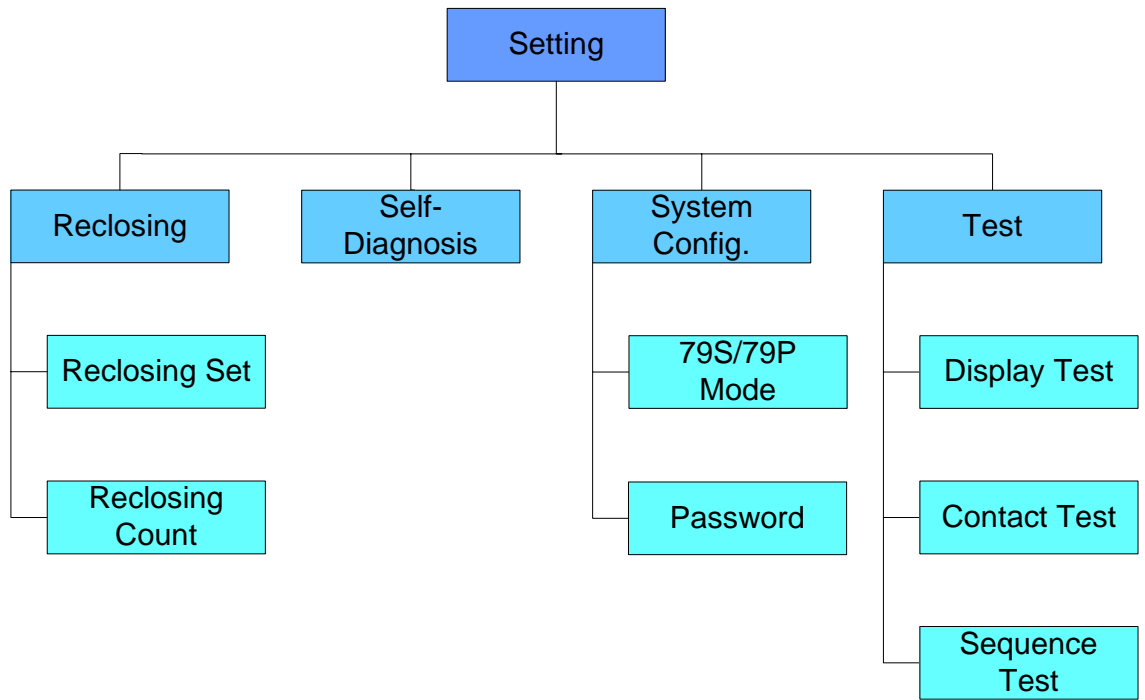 Setting
Reclosing
Self-
Diagnosis
System
Config.
Test
Reclosing Set
79S/79P
Mode
Display Test
Reclosing
Count
Password
Contact Test
Sequence
Test